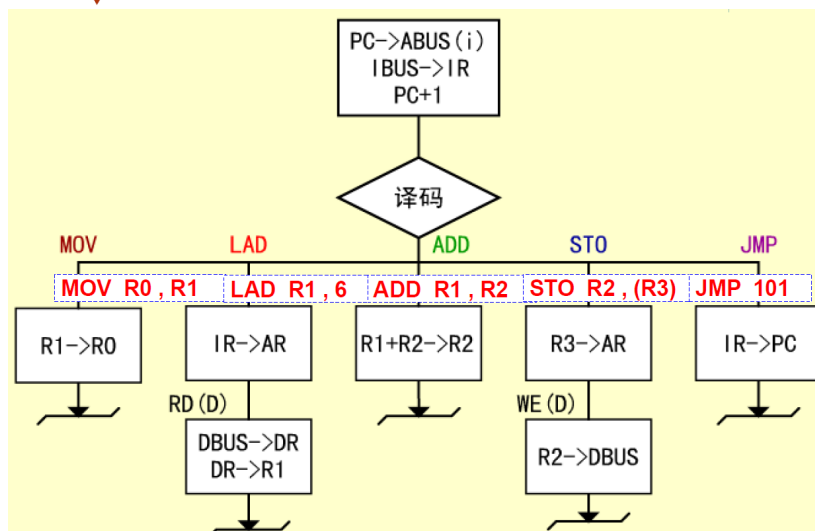 PC->ABUS(i)
IBUS->IR
PC+1
译码
MOV LAD ADD STO JMP
MOV R0 , R1 LAD R1 , 6 ADD R1 , R2 STO R2 , (R3) JMP 101
R1->R0 IR->AR R1+R2->R2 R3->AR IR->PC
RD(D) WE(D)
DBUS->DR
DR->R1
R2->DBUS